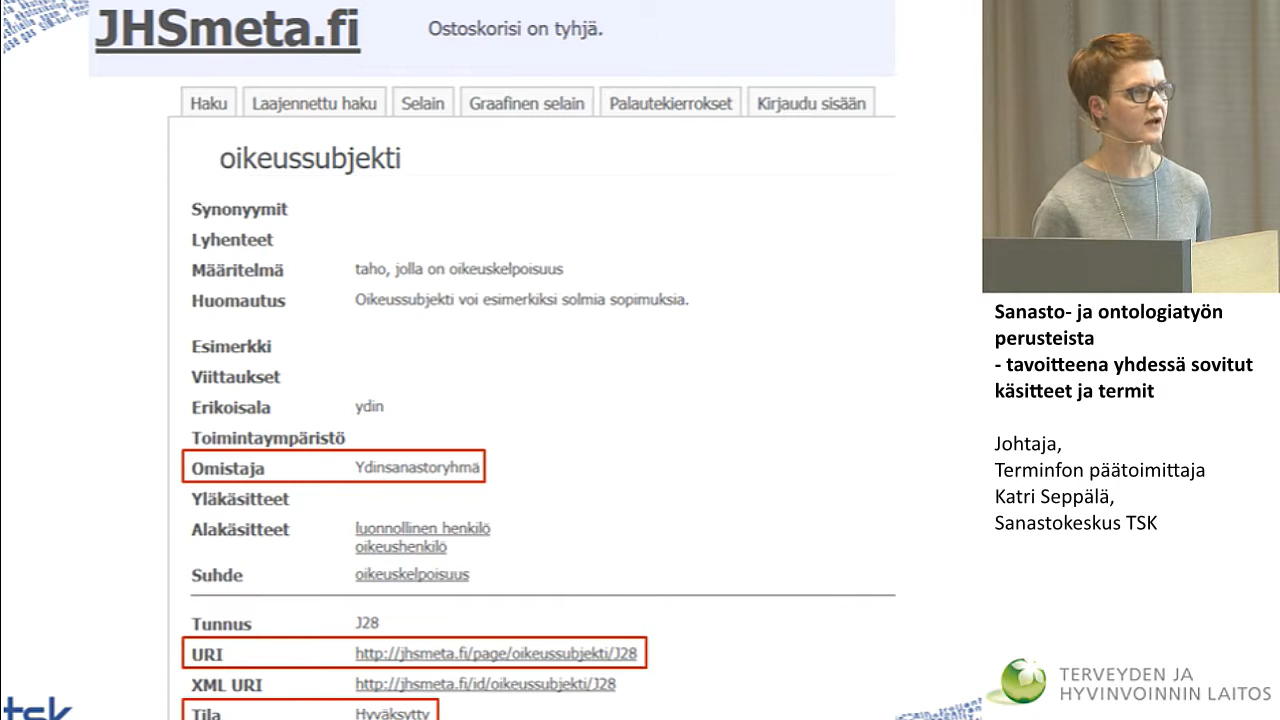 JHSmeta.fi
Ostoskorisi on tyhjä.
Haku
Laajennettu haku
Selain
Graafinen selain
Palautekierrokset
Kirjaudu sisään
oikeussubjekti
Synonyymit
Lyhenteet
Määritelmä taho, jolla on oikeuskelpoisuus
Huomautus Oikeussubjekti voi esimerkiksi solmia sopimuksia.
Esimerkki
Viittaukset
Erikoisala ydin
Toimintaympäristö
Omistaja Ydinsanastoryhmä
Yläkäsitteet
Alakäsitteet luonnollinen henkilö
oikeushenkilö
Suhde oikeuskelpoisuus
Tunnus J28
URI http://jhsmeta.fi/page/oikeussubjekti/J28
XML URI http://jhsmeta.fi/id/oikeussubjekti/J28
Tila Hyväksytty
tsk
Sanasto- ja ontologiatyön
perusteista
- tavoitteena yhdessä sovitut
käsitteet ja termit
Johtaja,
Terminfon päätoimittaja
Katri Seppälä,
Sanastokeskus TSK
TERVEYDEN JA
HYVINVOINNIN LAITOS